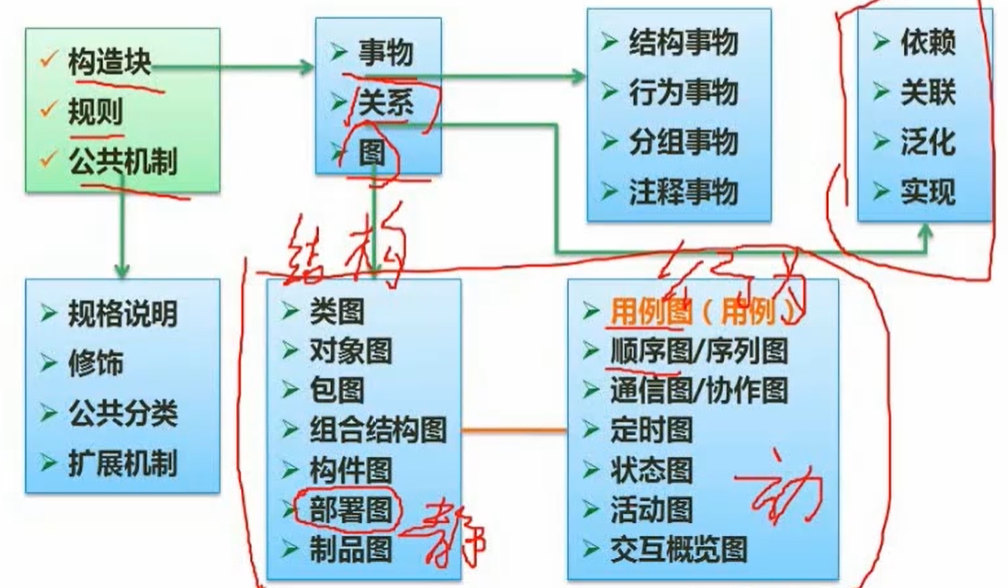 构造块
规则
公共机制
事物
关系
图
结构事物
行为事物
分组事物
注释事物
依赖
关联
泛化
实现
规格说明
修饰
公共分类
扩展机制
结构
类图
对象图
包图
组合结构图
构件图
部署图
制品图
静
行为
用例图（用例）
顺序图/序列图
通信图/协作图
定时图
状态图
活动图
交互概览图
动